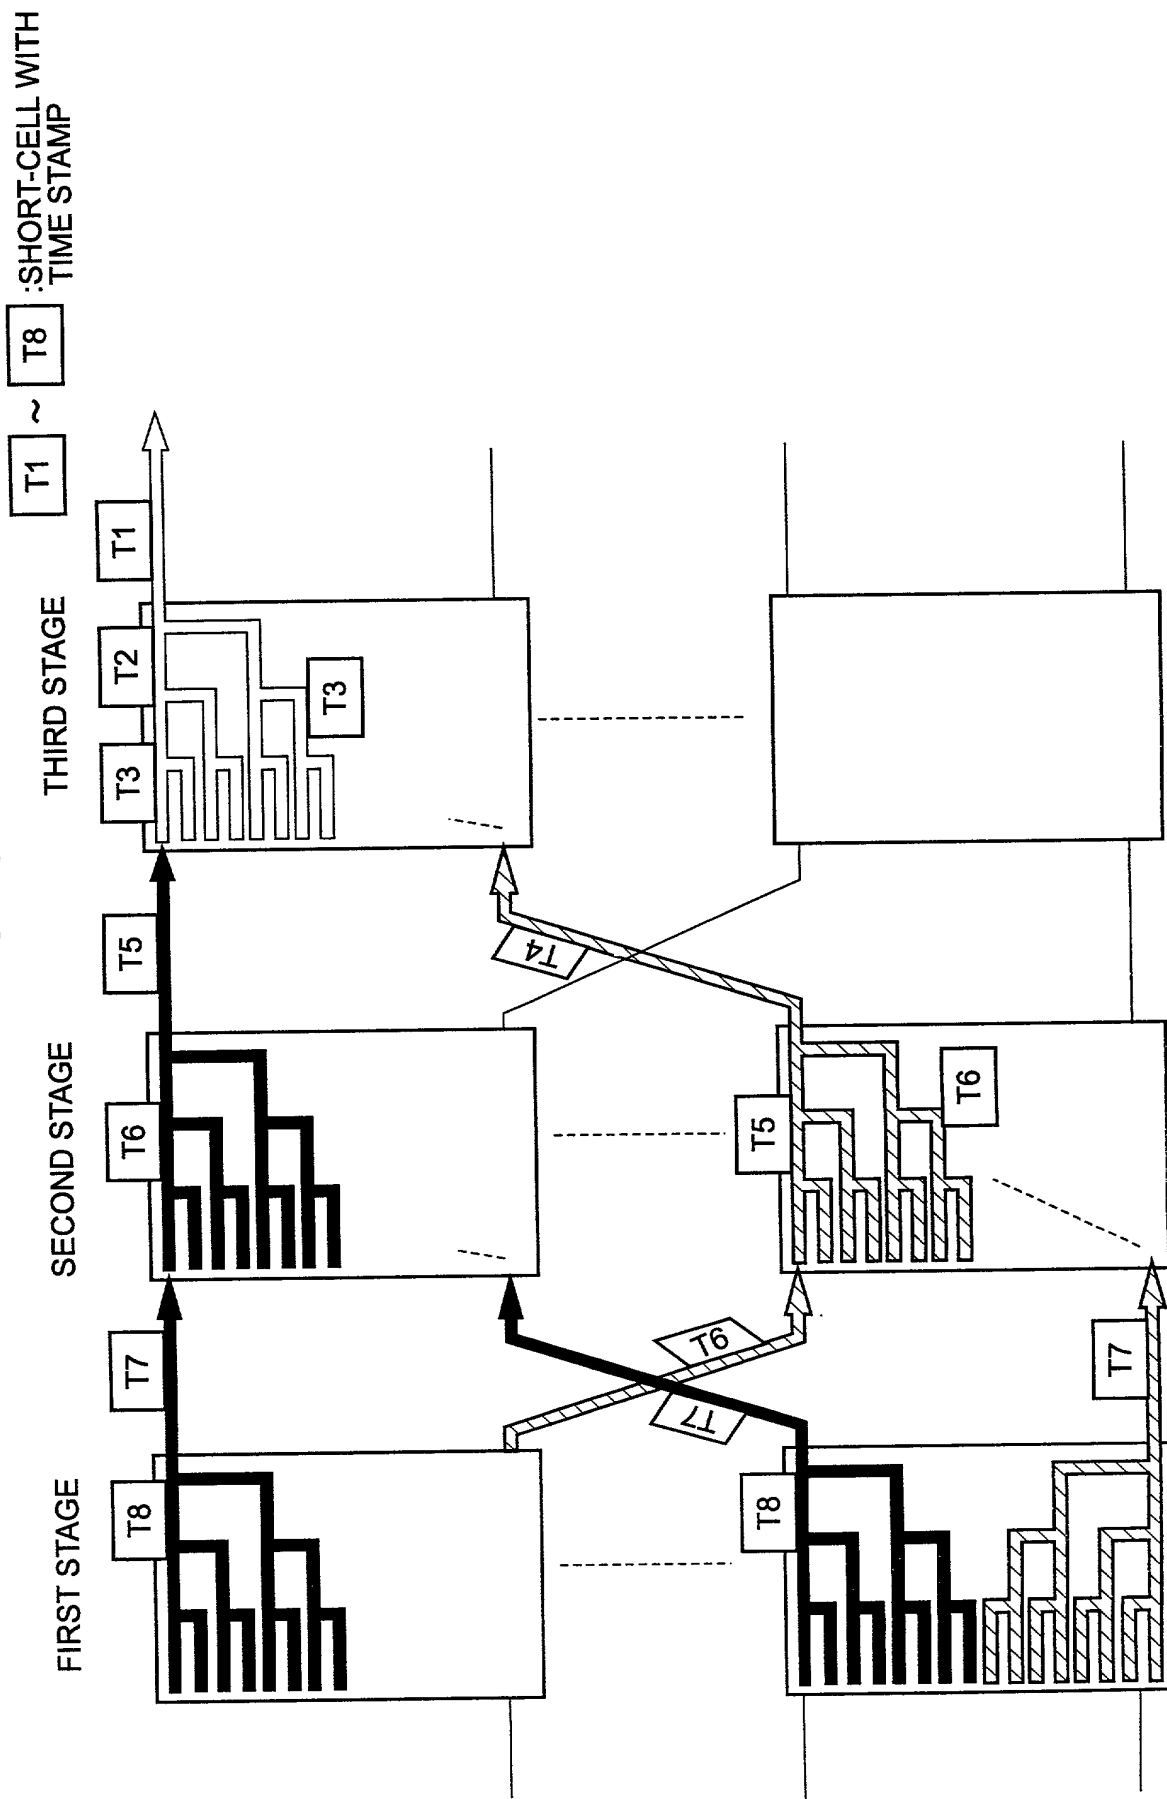 T1 ~ T8 :SHORT-CELL WITH
TIME STAMP
FIRST STAGE
SECOND STAGE
THIRD STAGE
T8
T7
T6
T5
T3
T2
T1
T3
T7
T6
T4
T8
T5
T6
T7